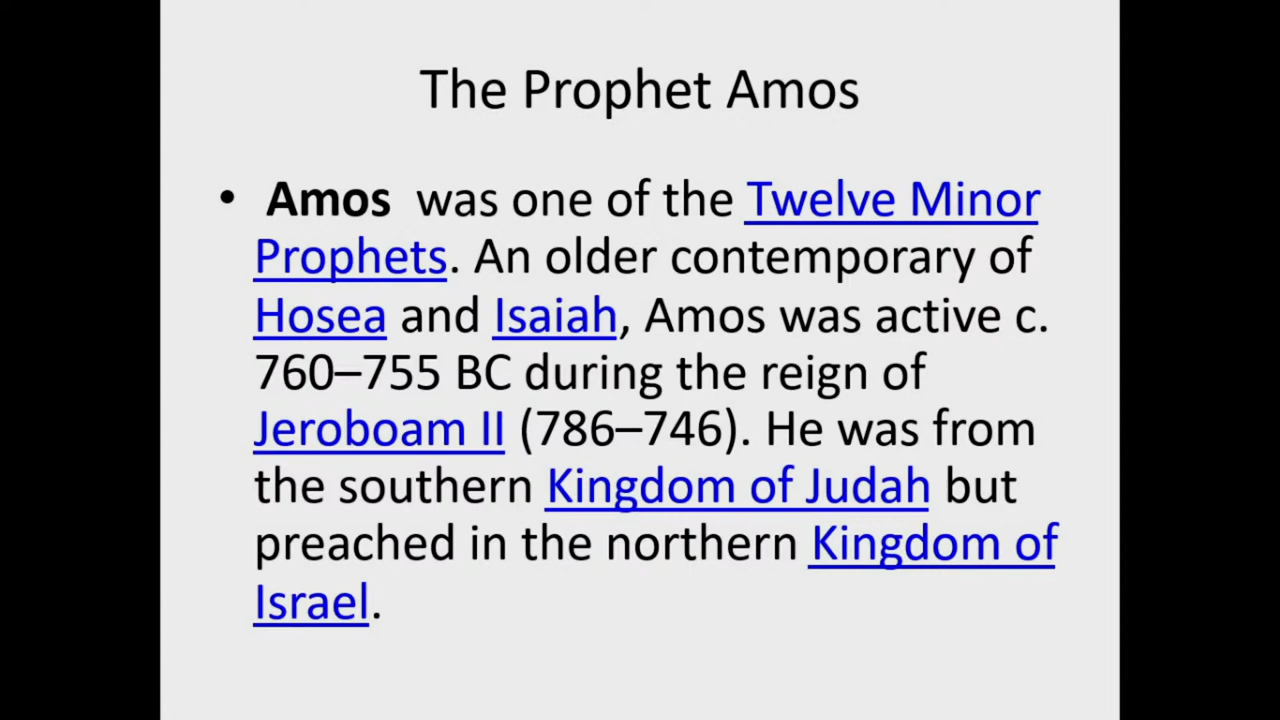 The Prophet Amos
• Amos was one of the Twelve Minor
Prophets. An older contemporary of
Hosea and Isaiah, Amos was active c.
760–755 BC during the reign of
Jeroboam II (786–746). He was from
the southern Kingdom of Judah but
preached in the northern Kingdom of
Israel.